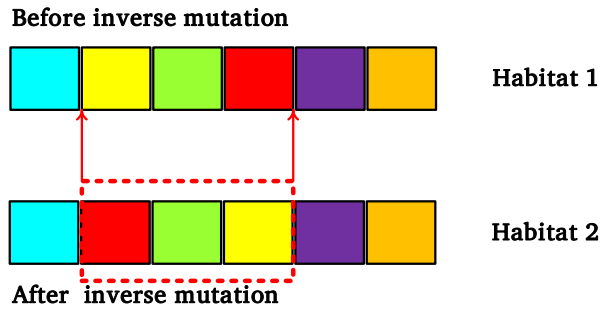 Before inverse mutation
Habitat 1
Habitat 2
After inverse mutation